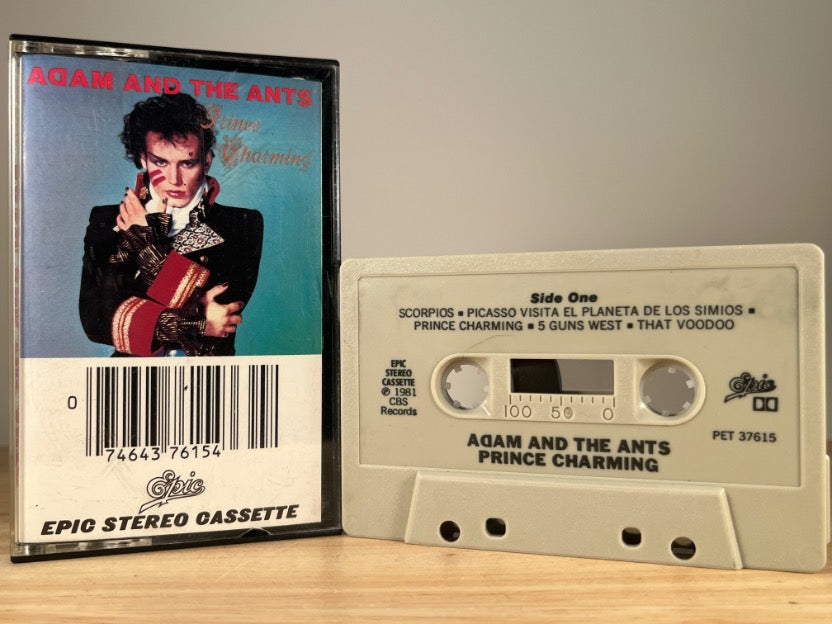 ADAM AND THE ANTS
Prince
Charming
0
74643 76154
Epic
EPIC STEREO CASSETTE
Side One
SCORPIOS ▪ PICASSO VISITA EL PLANETA DE LOS SIMIOS ▪
PRINCE CHARMING ▪ 5 GUNS WEST ▪ THAT VOODOO
EPIC
STEREO
CASSETTE
℗ 1981
CBS
Records
100 50 0
Epic
PET 37615
ADAM AND THE ANTS
PRINCE CHARMING